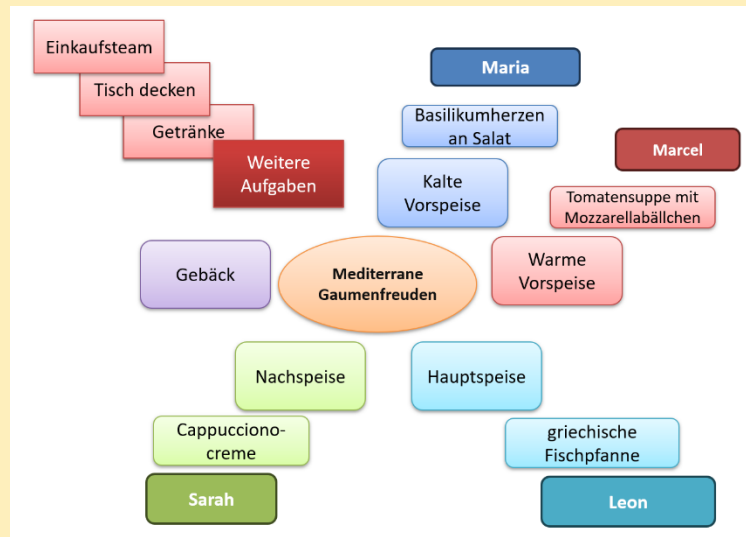 Einkaufsteam
Tisch decken
Getränke
Weitere
Aufgaben
Maria
Basilikumherzen
an Salat
Kalte
Vorspeise
Marcel
Tomatensuppe mit
Mozzarellabällchen
Warme
Vorspeise
Gebäck
Mediterrane
Gaumenfreuden
Nachspeise
Cappucciono-
creme
Sarah
Hauptspeise
griechische
Fischpfanne
Leon